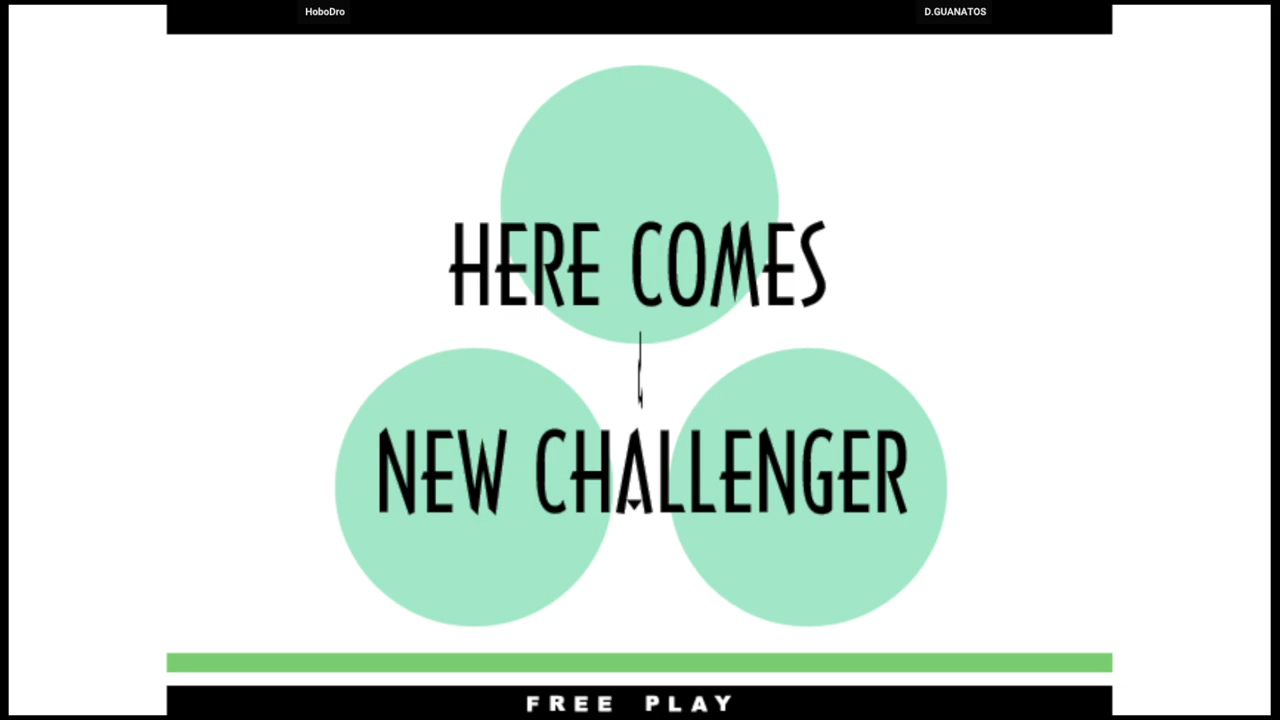 HoboDro D.GUANATOS
HERE COMES
NEW CHALLENGER
FREE PLAY